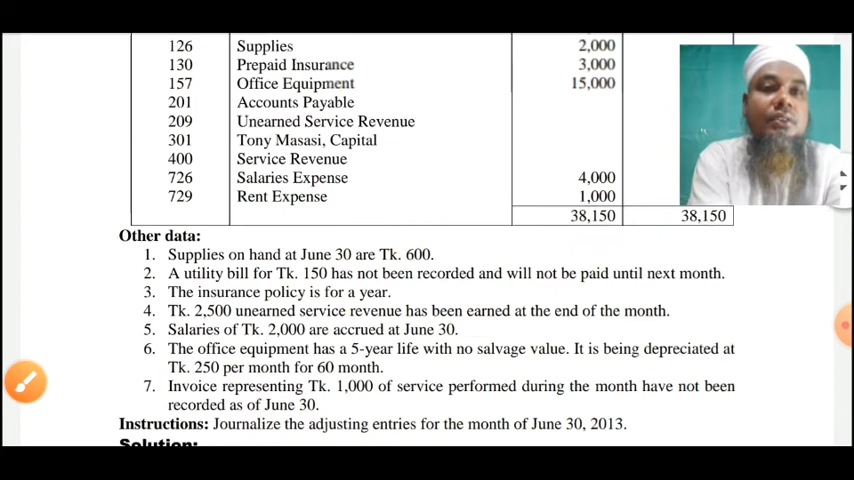 126 Supplies 2,000
130 Prepaid Insurance 3,000
157 Office Equipment 15,000
201 Accounts Payable
209 Unearned Service Revenue
301 Tony Masasi, Capital
400 Service Revenue
726 Salaries Expense 4,000
729 Rent Expense 1,000
38,150 38,150
Other data:
1. Supplies on hand at June 30 are Tk. 600.
2. A utility bill for Tk. 150 has not been recorded and will not be paid until next month.
3. The insurance policy is for a year.
4. Tk. 2,500 unearned service revenue has been earned at the end of the month.
5. Salaries of Tk. 2,000 are accrued at June 30.
6. The office equipment has a 5-year life with no salvage value. It is being depreciated at
Tk. 250 per month for 60 month.
7. Invoice representing Tk. 1,000 of service performed during the month have not been
recorded as of June 30.
Instructions: Journalize the adjusting entries for the month of June 30, 2013.
Solution: